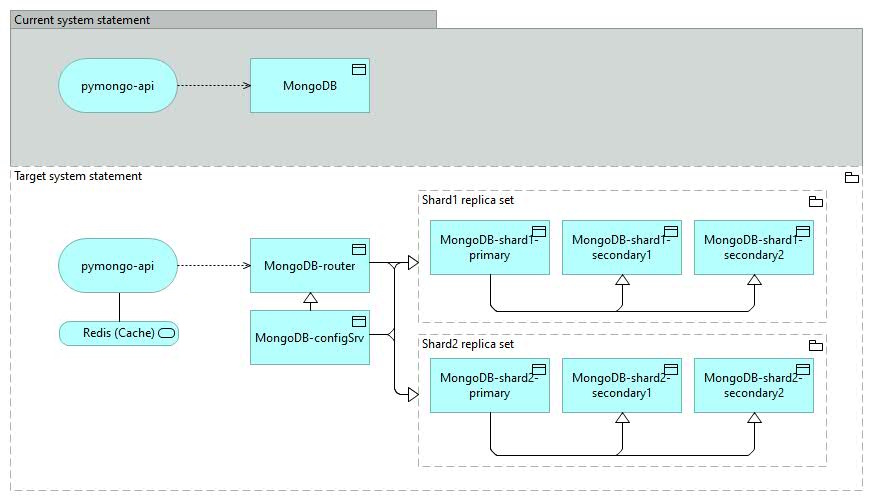 Current system statement
pymongo-api
MongoDB
Target system statement
Shard1 replica set
MongoDB-shard1-
primary
MongoDB-shard1-
secondary1
MongoDB-shard1-
secondary2
pymongo-api
MongoDB-router
Redis (Cache)
MongoDB-configSrv
Shard2 replica set
MongoDB-shard2-
primary
MongoDB-shard2-
secondary1
MongoDB-shard2-
secondary2